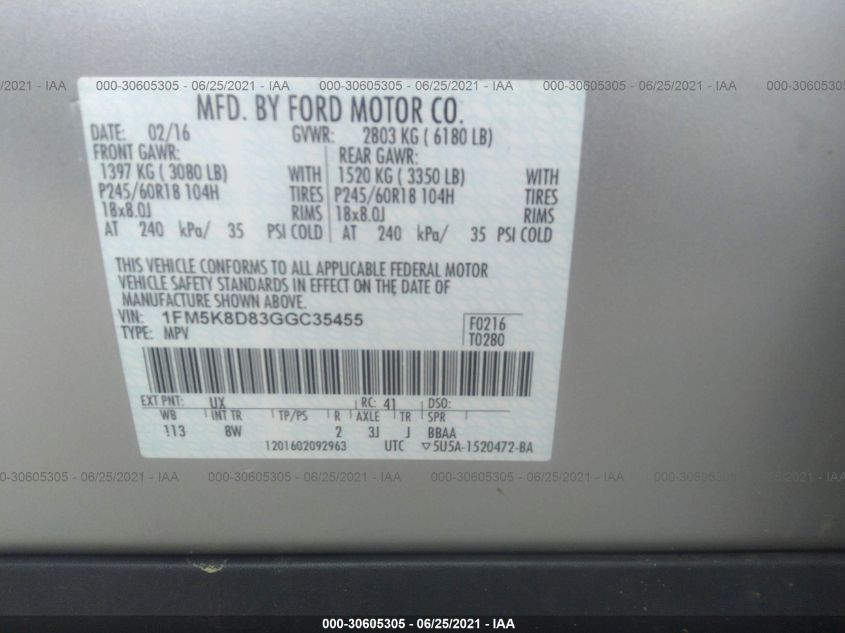 6/25/2021 - IAA 000-30605305 - 06/25/2021 - IAA 000-30605305 - 06/25/2021 - IAA 000-30605305 - 06/25/2021 - IAA
MFD. BY FORD MOTOR CO.
DATE: 02/16 GVWR: 2803 KG ( 6180 LB)
FRONT GAWR: REAR GAWR:
1397 KG ( 3080 LB) WITH 1520 KG ( 3350 LB) WITH
P245/60R18 104H TIRES P245/60R18 104H TIRES
18x8.0J RIMS 18x8.0J RIMS
AT 240 kPa/ 35 PSI COLD AT 240 kPa/ 35 PSI COLD
THIS VEHICLE CONFORMS TO ALL APPLICABLE FEDERAL MOTOR
VEHICLE SAFETY STANDARDS IN EFFECT ON THE DATE OF
MANUFACTURE SHOWN ABOVE.
VIN: 1FM5K8D83GGC35455 F0216
TYPE: MPV T0280
EXT PNT: UX RC: 41 DSO:
WB INT TR TP/PS R AXLE TR SPR
113 8W 2 3J J BBAA
1201602092963 UTC ▽5U5A-1520472-BA
-30605305 - 06/25/2021 - IAA 000-30605305 - 06/25/2021 - IAA 000-30605305 - 06/25/2021 - IAA 000-30605305
000-30605305 - 06/25/2021 - IAA